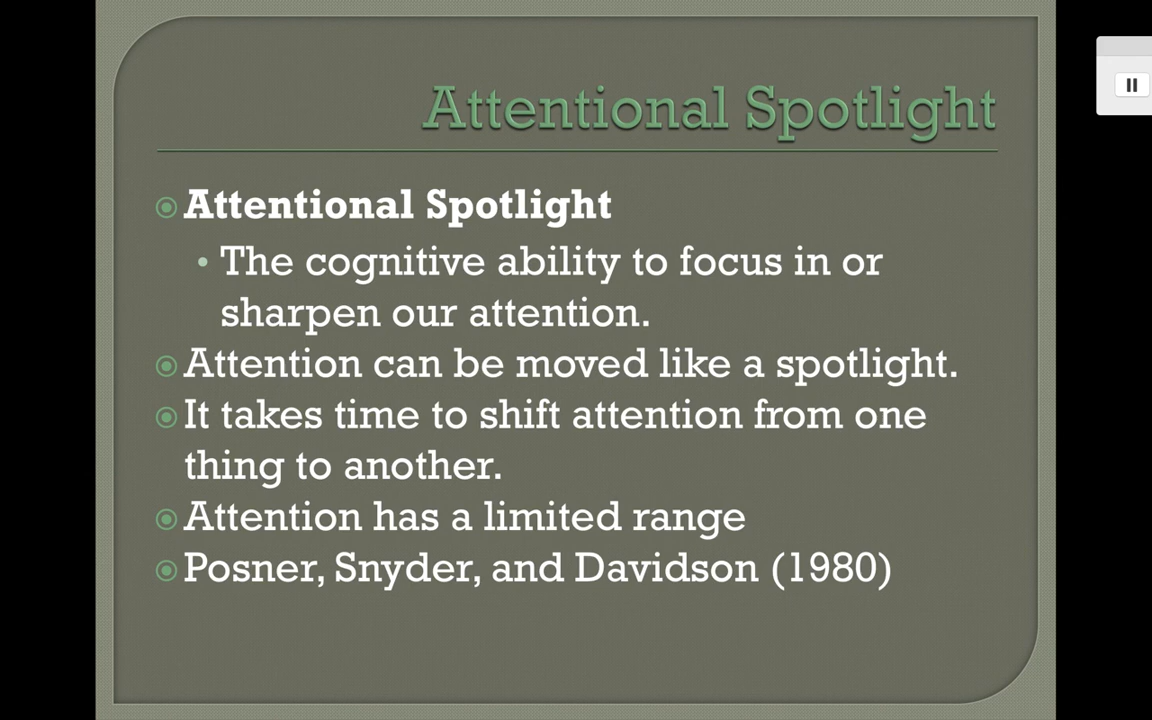 Attentional Spotlight
Attentional Spotlight
The cognitive ability to focus in or
sharpen our attention.
Attention can be moved like a spotlight.
It takes time to shift attention from one
thing to another.
Attention has a limited range
Posner, Snyder, and Davidson (1980)